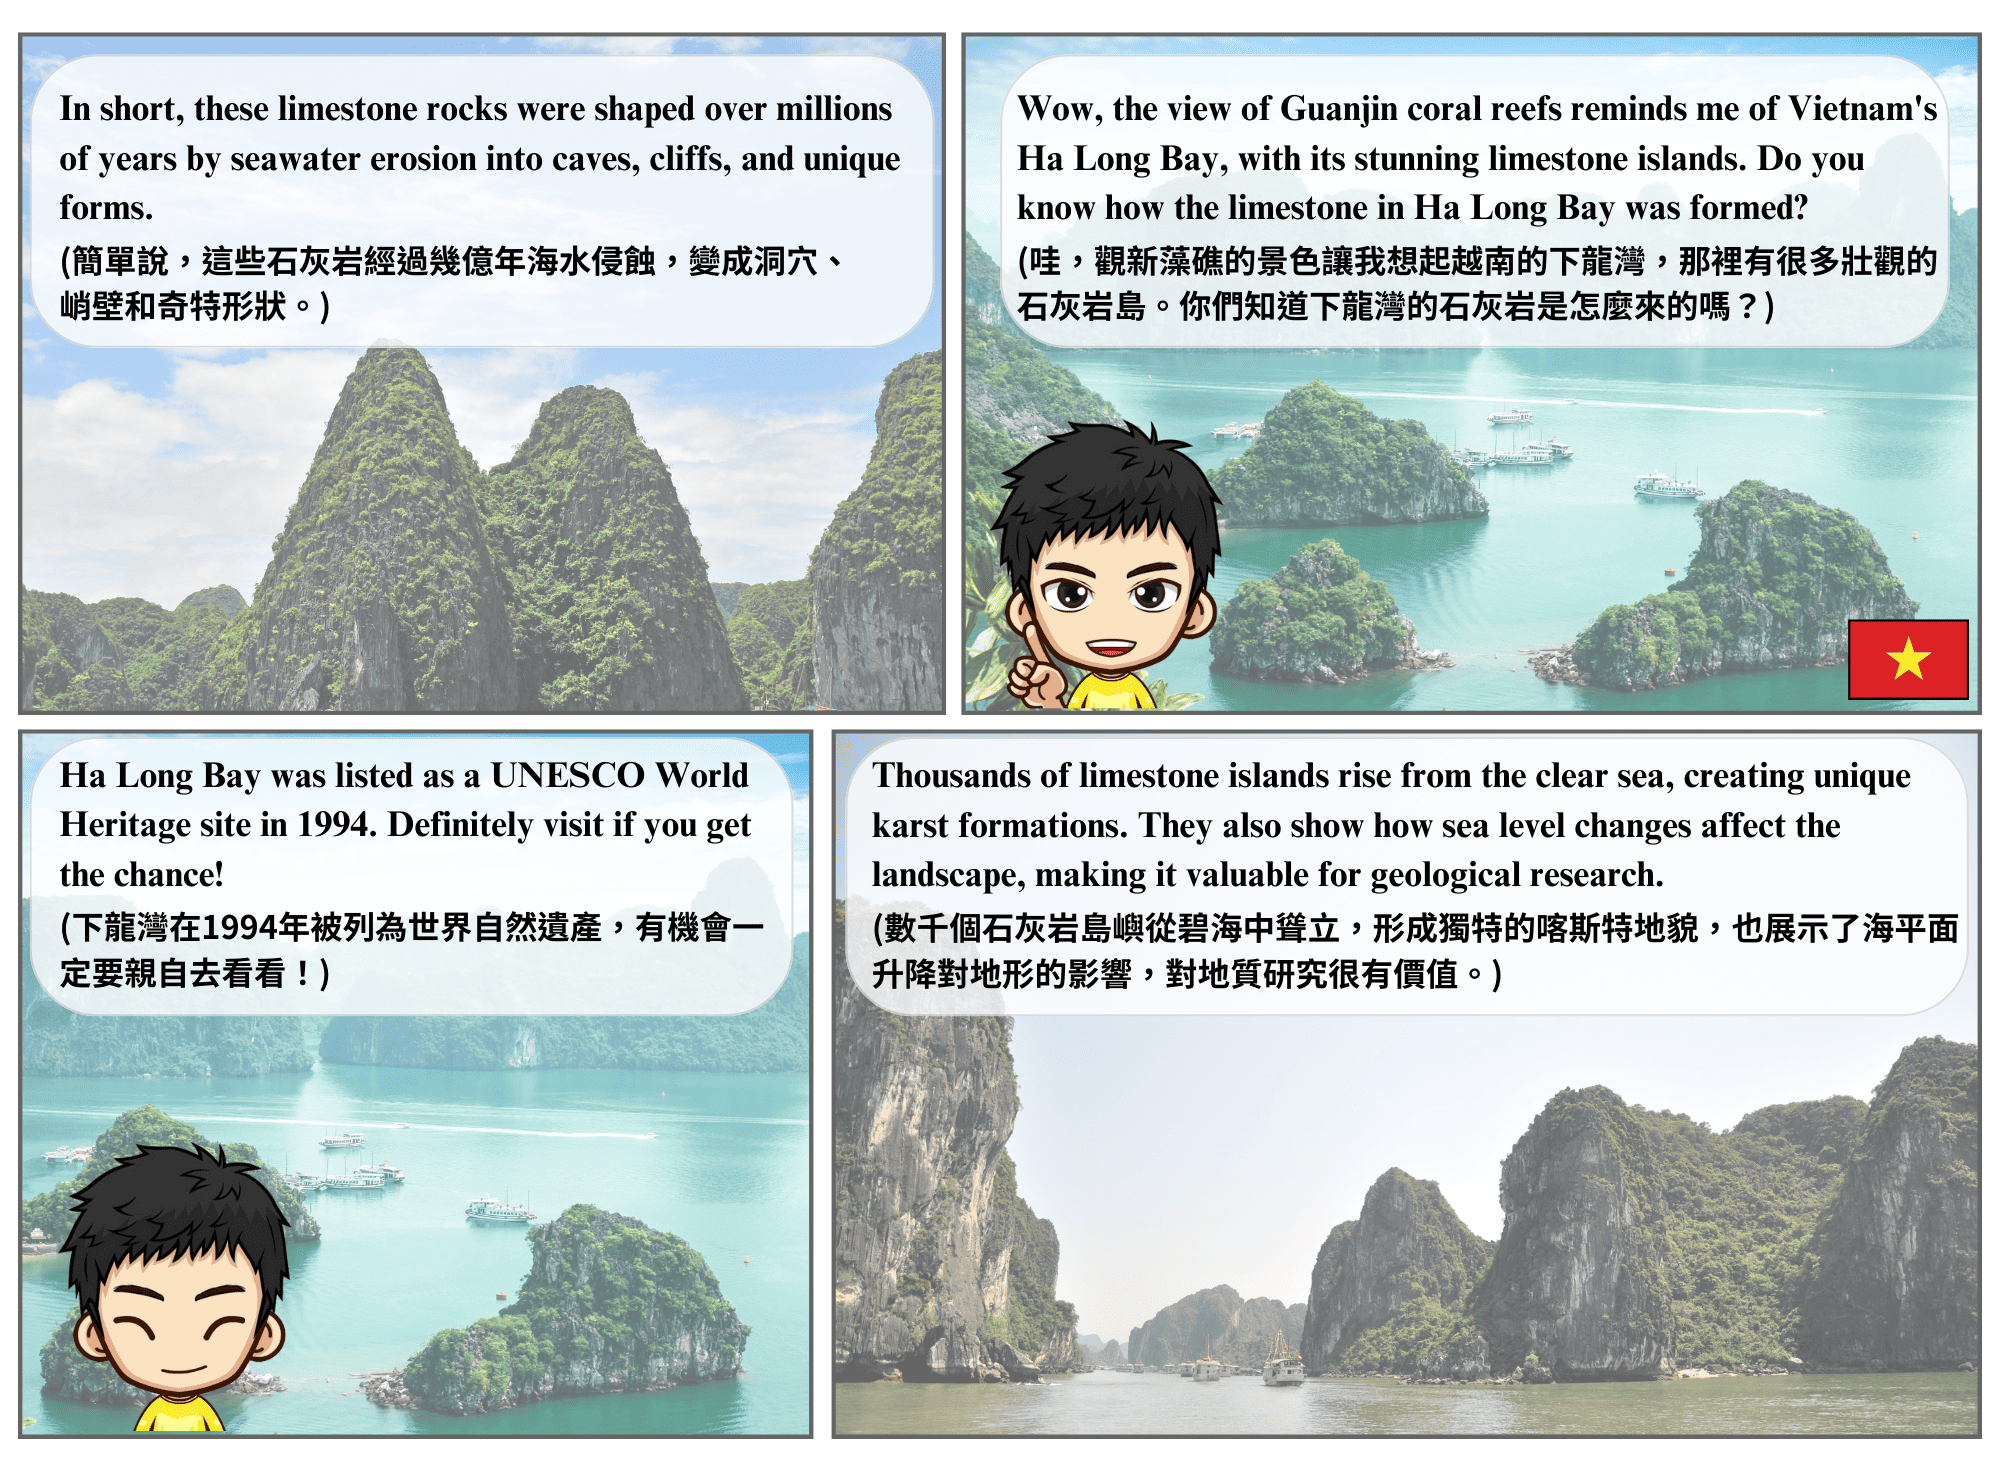 Wow, the view of Guanjin coral reefs reminds me of Vietnam's
Ha Long Bay, with its stunning limestone islands. Do you
know how the limestone in Ha Long Bay was formed?
(哇，觀新藻礁的景色讓我想起越南的下龍灣，那裡有很多壯觀的
石灰岩島。你們知道下龍灣的石灰岩是怎麼來的嗎？)
In short, these limestone rocks were shaped over millions
of years by seawater erosion into caves, cliffs, and unique
forms.
(簡單說，這些石灰岩經過幾億年海水侵蝕，變成洞穴、
峭壁和奇特形狀。)
Thousands of limestone islands rise from the clear sea, creating unique
karst formations. They also show how sea level changes affect the
landscape, making it valuable for geological research.
(數千個石灰岩島嶼從碧海中聳立，形成獨特的喀斯特地貌，也展示了海平面
升降對地形的影響，對地質研究很有價值。)
Ha Long Bay was listed as a UNESCO World
Heritage site in 1994. Definitely visit if you get
the chance!
(下龍灣在1994年被列為世界自然遺產，有機會一
定要親自去看看！)